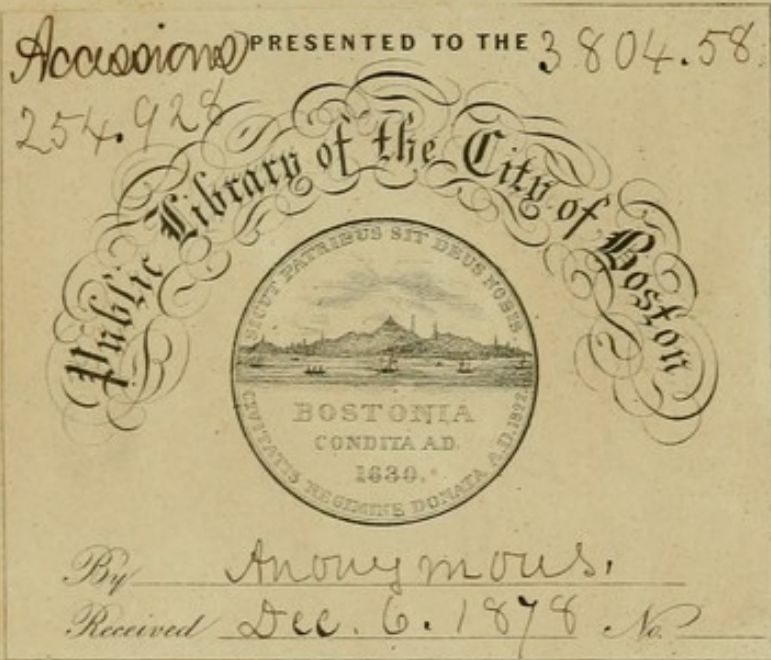 Accessions PRESENTED TO THE 3804.58.
254.928
Public Library of the City of Boston
SICUT PATRIBUS SIT DEUS NOBIS.
BOSTONIA
CONDITA A.D.
1630.
CIVITATIS REGIMINE DONATA A.D. 1822.
By Anonymous.
Received Dec. 6. 1878 No.